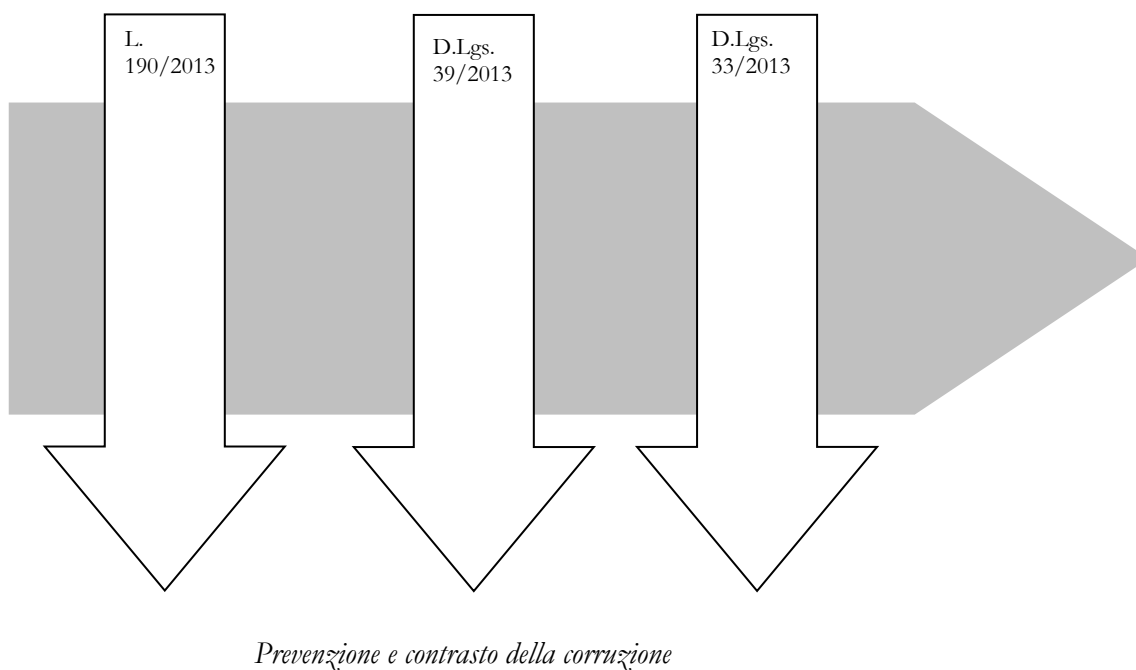 L.
190/2013
D.Lgs.
39/2013
D.Lgs.
33/2013
Prevenzione e contrasto della corruzione